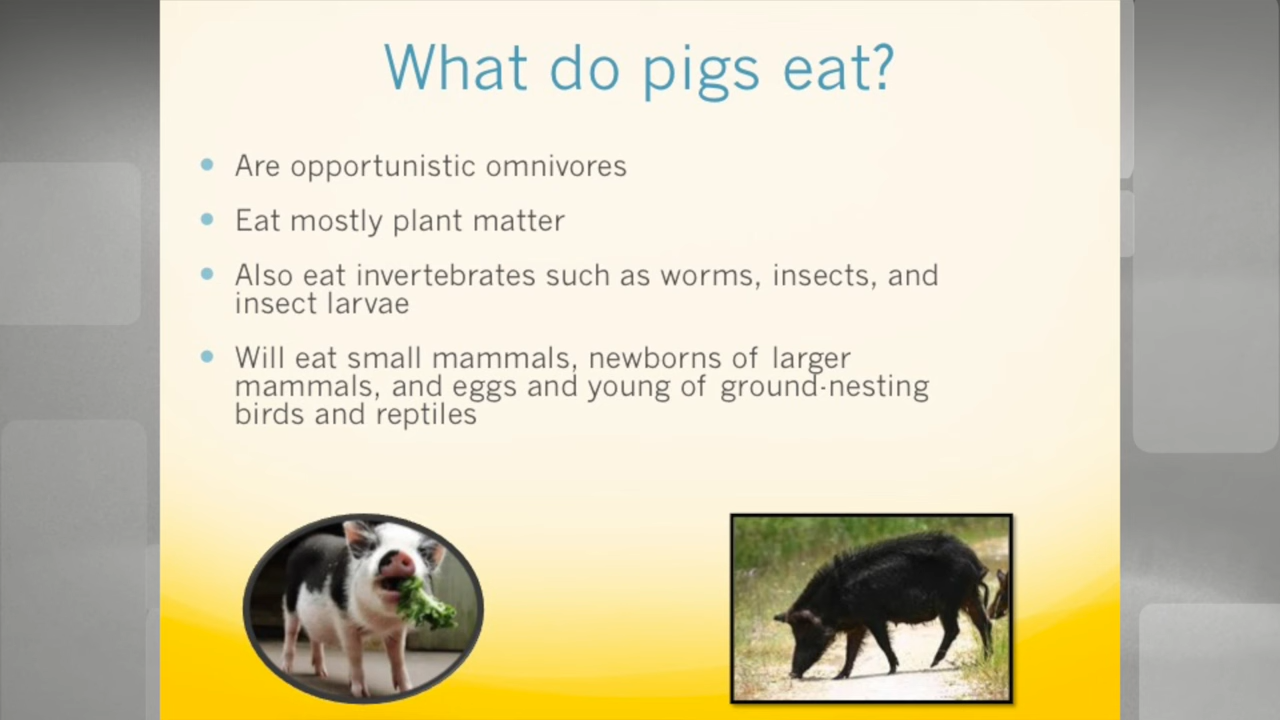 What do pigs eat?
Are opportunistic omnivores
Eat mostly plant matter
Also eat invertebrates such as worms, insects, and
insect larvae
Will eat small mammals, newborns of larger
mammals, and eggs and young of ground-nesting
birds and reptiles